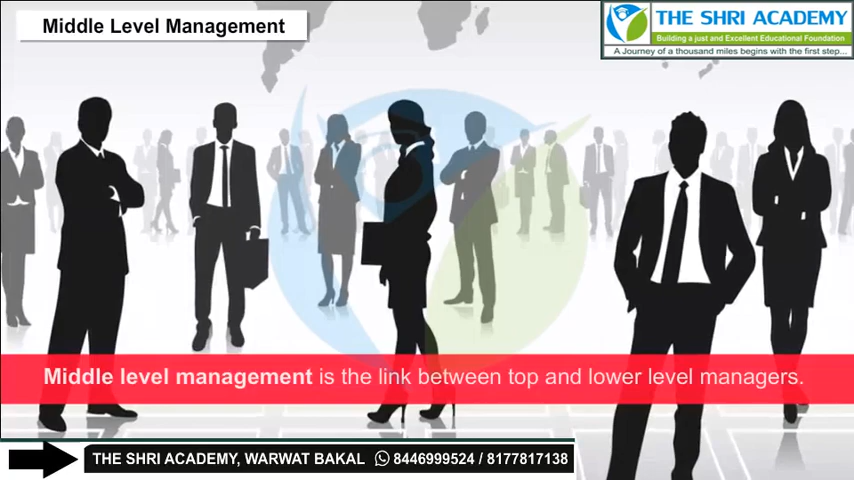 Middle Level Management
THE SHRI ACADEMY
Building a just and Excellent Educational Foundation
A Journey of a thousand miles begins with the first step...
Middle level management is the link between top and lower level managers.
THE SHRI ACADEMY, WARWAT BAKAL 8446999524 / 8177817138